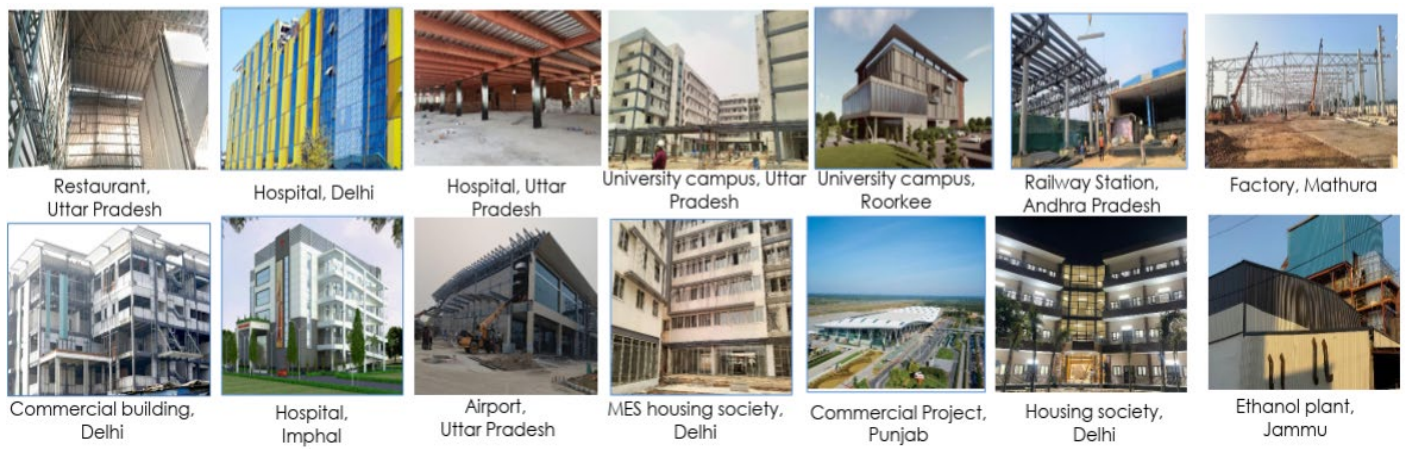 Restaurant,
Uttar Pradesh
Hospital, Delhi
Hospital, Uttar
Pradesh
University campus, Uttar
Pradesh
University campus,
Roorkee
Railway Station,
Andhra Pradesh
Factory, Mathura
Commercial building,
Delhi
Hospital,
Imphal
Airport,
Uttar Pradesh
MES housing society,
Delhi
Commercial Project,
Punjab
Housing society,
Delhi
Ethanol plant,
Jammu